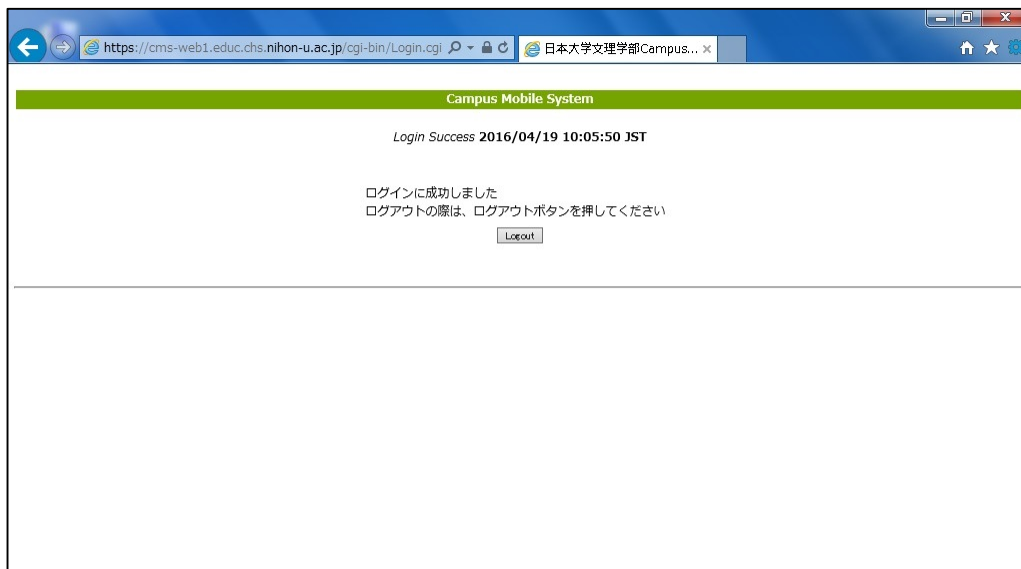 https://cms-web1.educ.chs.nihon-u.ac.jp/cgi-bin/Login.cgi
日本大学文理学部Campus...
Campus Mobile System
Login Success 2016/04/19 10:05:50 JST
ログインに成功しました
ログアウトの際は、ログアウトボタンを押してください
Logout